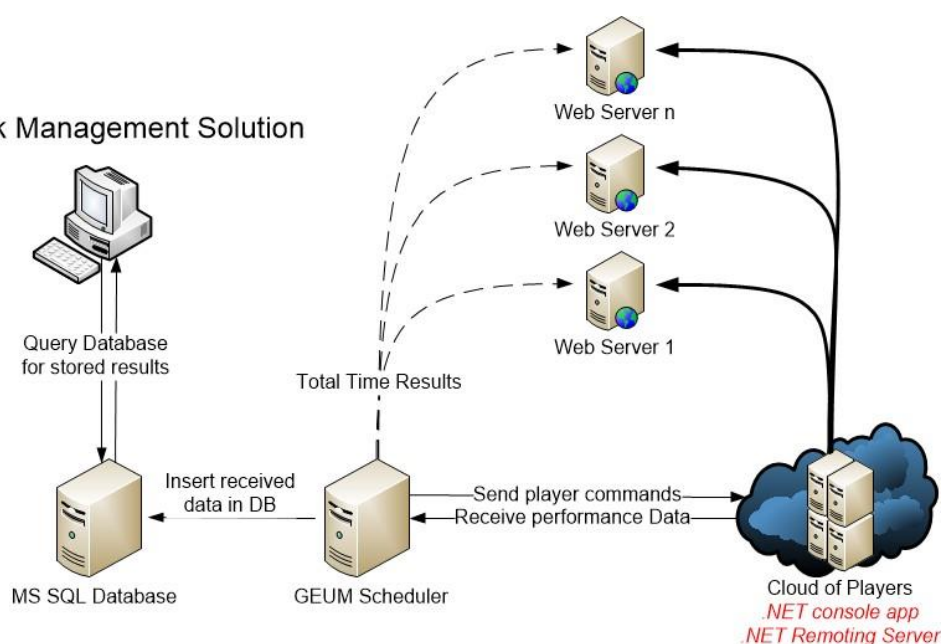 Web Server n
Management Solution
Web Server 2
Query Database
for stored results
Web Server 1
Total Time Results
Insert received
data in DB
Send player commands
Receive performance Data
MS SQL Database
GEUM Scheduler
Cloud of Players
.NET console app
.NET Remoting Server